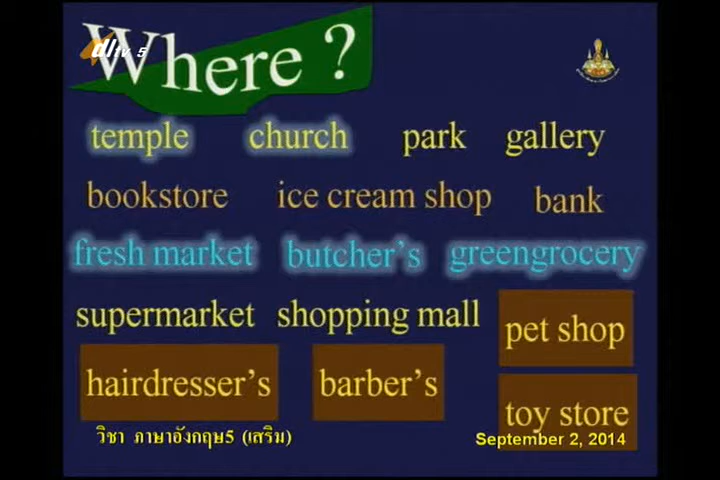 dltv 5
Where ?
temple church park gallery
bookstore ice cream shop bank
fresh market butcher's greengrocery
supermarket shopping mall pet shop
hairdresser's barber's toy store
วิชา ภาษาอังกฤษ5 (เสริม) September 2, 2014